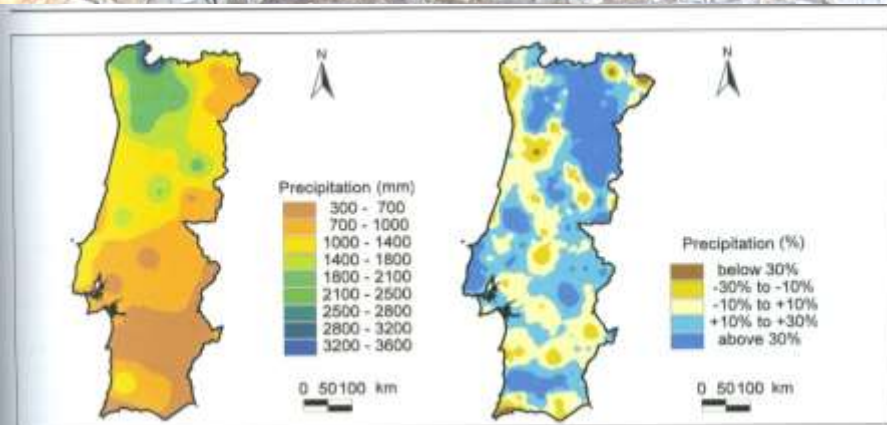 N
Precipitation (mm)
300 - 700
700 - 1000
1000 - 1400
1400 - 1800
1800 - 2100
2100 - 2500
2500 - 2800
2800 - 3200
3200 - 3600
0 50100 km
N
Precipitation (%)
below 30%
-30% to -10%
-10% to +10%
+10% to +30%
above 30%
0 50100 km